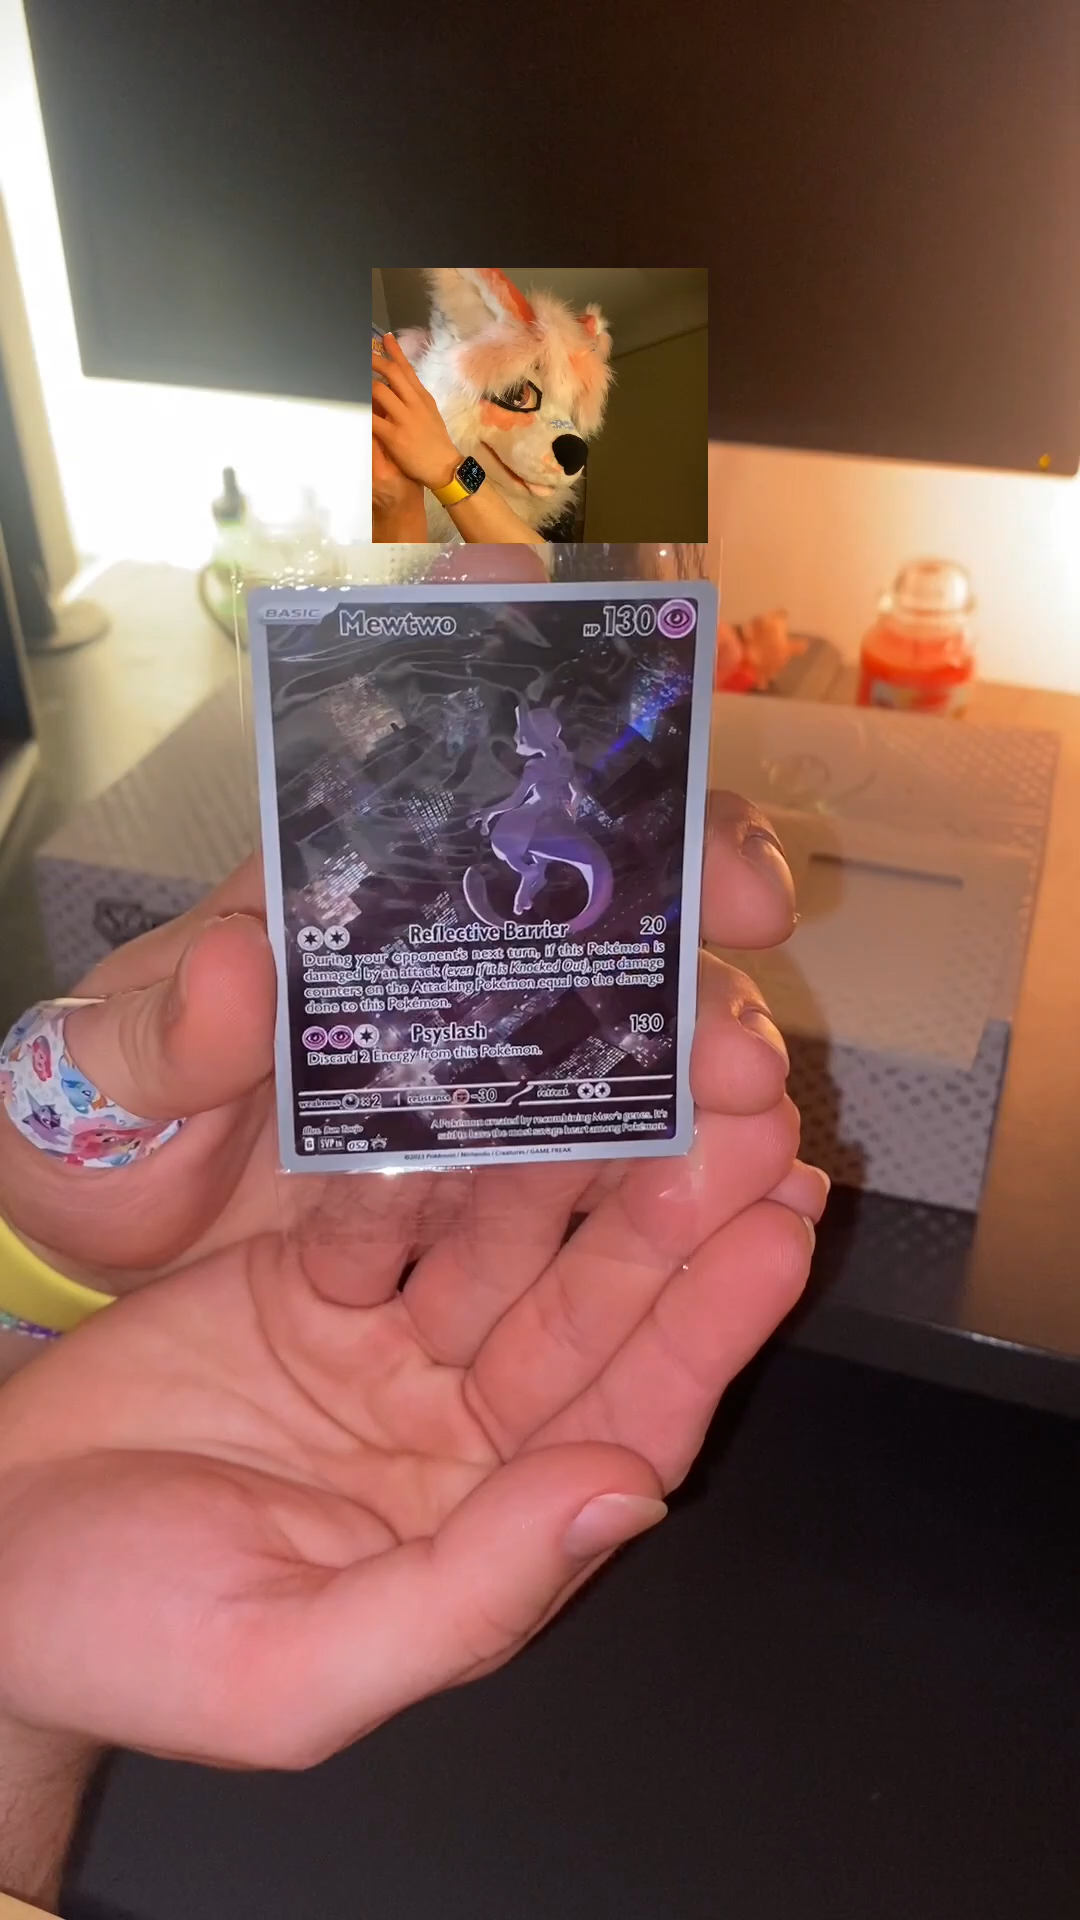 BASIC Mewtwo HP 130
Reflective Barrier 20
During your opponent's next turn, if this Pokémon is
damaged by an attack (even if it is Knocked Out), put damage
counters on the Attacking Pokémon equal to the damage
done to this Pokémon.
Psyslash 130
Discard 2 Energy from this Pokémon.
weakness ×2 resistance -30 retreat
A Pokémon created by recombining Mew's genes. It's
said to have the most savage heart among Pokémon.
G SVP EN 052
©2023 Pokémon / Nintendo / Creatures / GAME FREAK